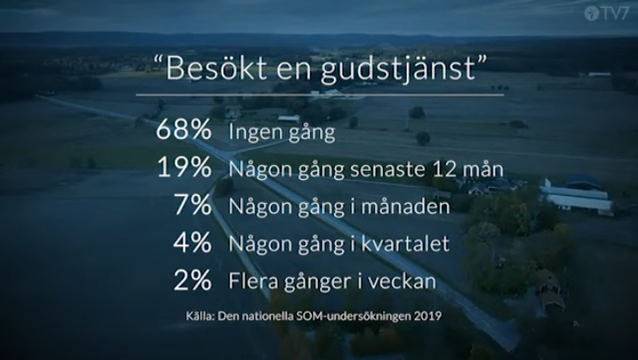 TV7
“Besökt en gudstjänst”
68% Ingen gång
19% Någon gång senaste 12 mån
7% Någon gång i månaden
4% Någon gång i kvartalet
2% Flera gånger i veckan
Källa: Den nationella SOM-undersökningen 2019